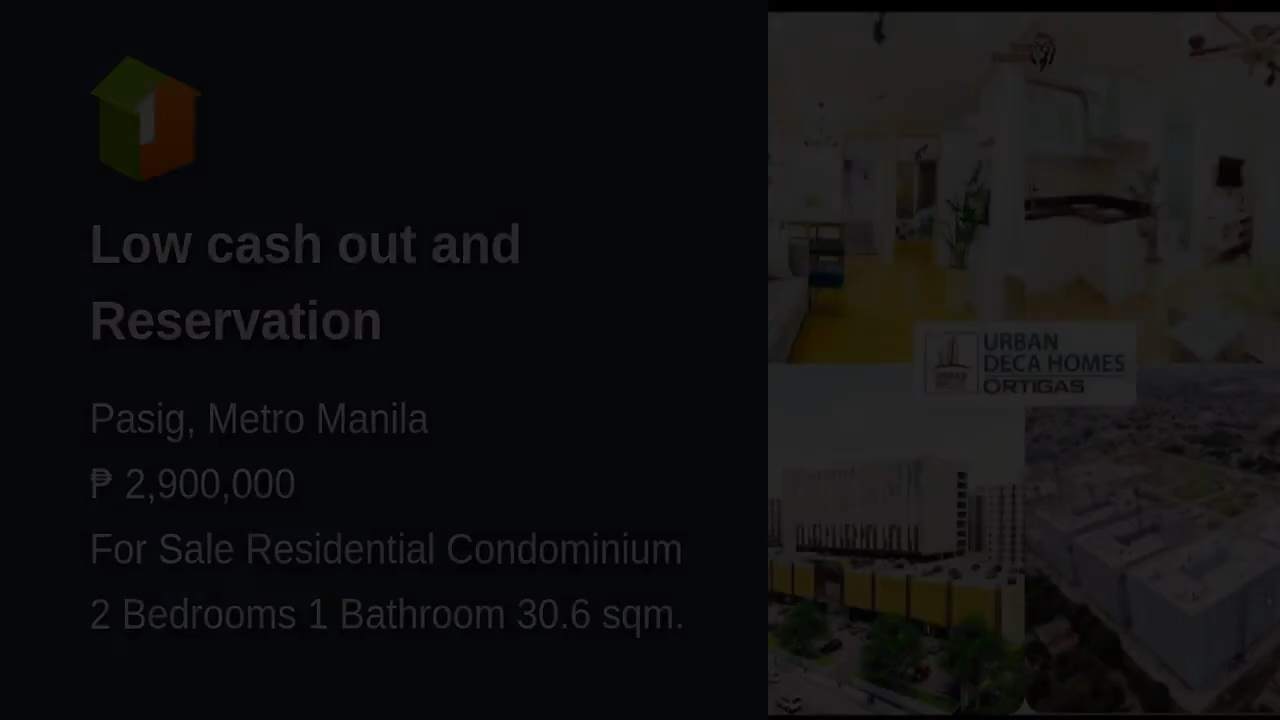 Low cash out and
Reservation
Pasig, Metro Manila
₱ 2,900,000
For Sale Residential Condominium
2 Bedrooms 1 Bathroom 30.6 sqm.
URBAN
DECA HOMES
ORTIGAS